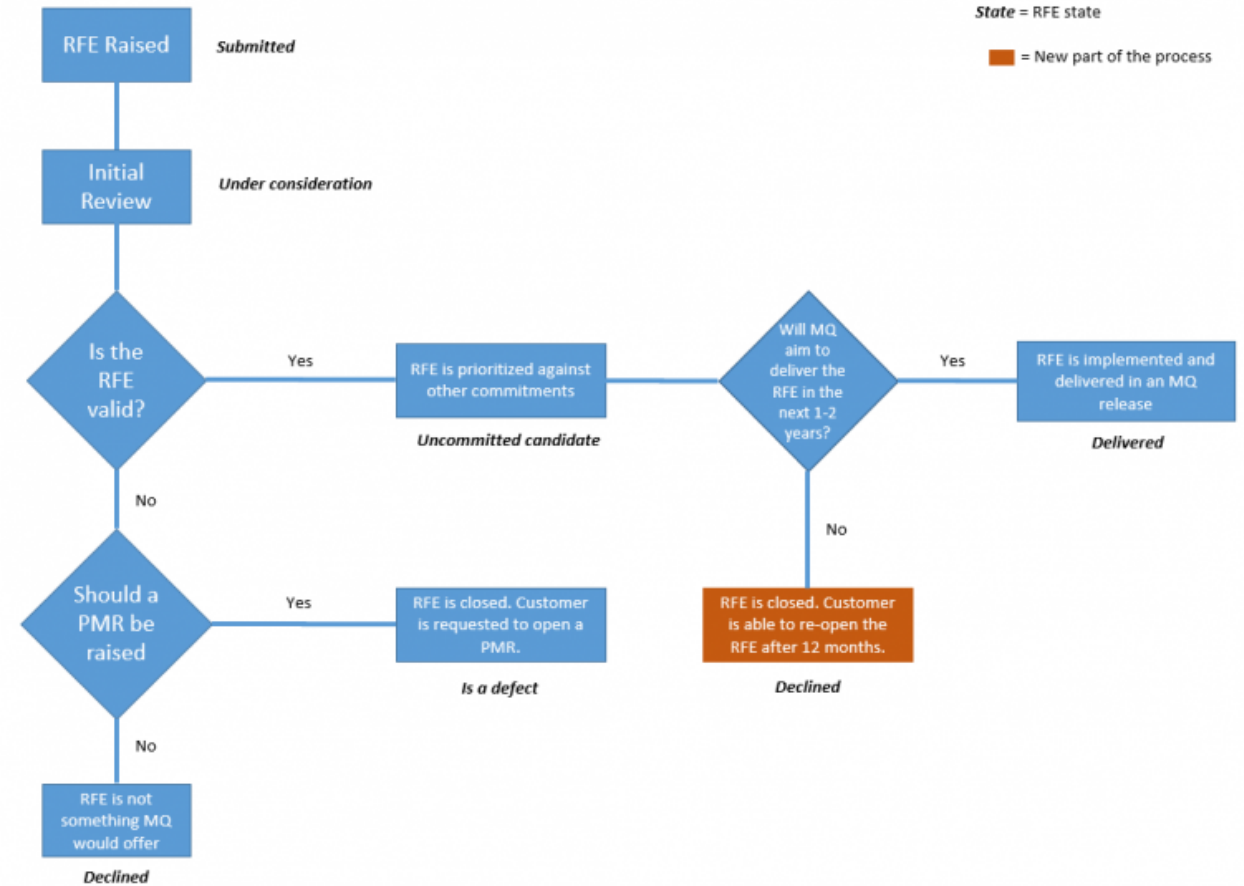 State = RFE state
= New part of the process
RFE Raised
Submitted
Initial
Review
Under consideration
Is the
RFE
valid?
Yes
RFE is prioritized against
other commitments
Uncommitted candidate
Will MQ
aim to
deliver the
RFE in the
next 1-2
years?
Yes
RFE is implemented and
delivered in an MQ
release
Delivered
No
No
Should a
PMR be
raised
Yes
RFE is closed. Customer
is requested to open a
PMR.
Is a defect
RFE is closed. Customer
is able to re-open the
RFE after 12 months.
Declined
No
RFE is not
something MQ
would offer
Declined